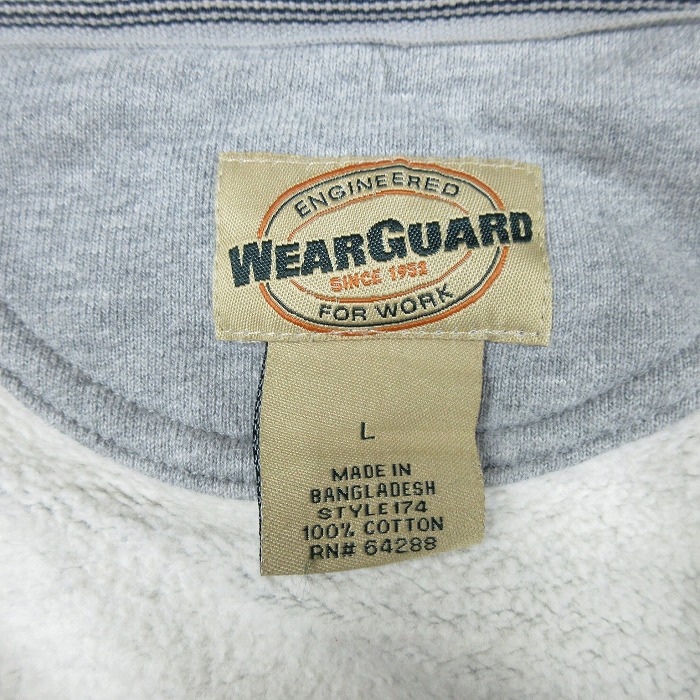 ENGINEERED
WEARGUARD
SINCE 1952
FOR WORK
L
MADE IN
BANGLADESH
STYLE 174
100% COTTON
RN# 64288